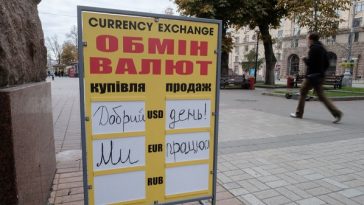 CURRENCY EXCHANGE
ОБМІН
ВАЛЮТ
купівля продаж
Добрий USD день!
Ми EUR працює
RUB